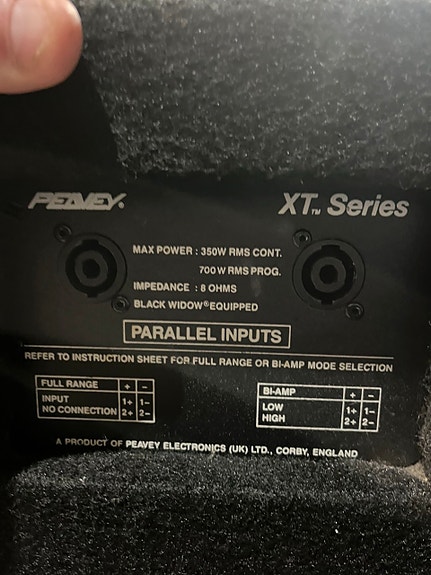 PEAVEY®
XT™ Series
MAX POWER : 350W RMS CONT.
700W RMS PROG.
IMPEDANCE : 8 OHMS
BLACK WIDOW® EQUIPPED
PARALLEL INPUTS
REFER TO INSTRUCTION SHEET FOR FULL RANGE OR BI-AMP MODE SELECTION
FULL RANGE + −
INPUT 1+ 1−
NO CONNECTION 2+ 2−
BI-AMP + −
LOW 1+ 1−
HIGH 2+ 2−
A PRODUCT OF PEAVEY ELECTRONICS (UK) LTD., CORBY, ENGLAND